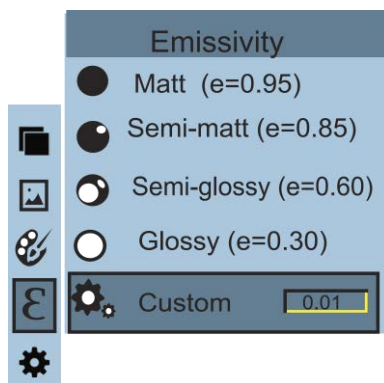 Emissivity
Matt (e=0.95)
Semi-matt (e=0.85)
Semi-glossy (e=0.60)
Glossy (e=0.30)
Custom 0.01
Ɛ